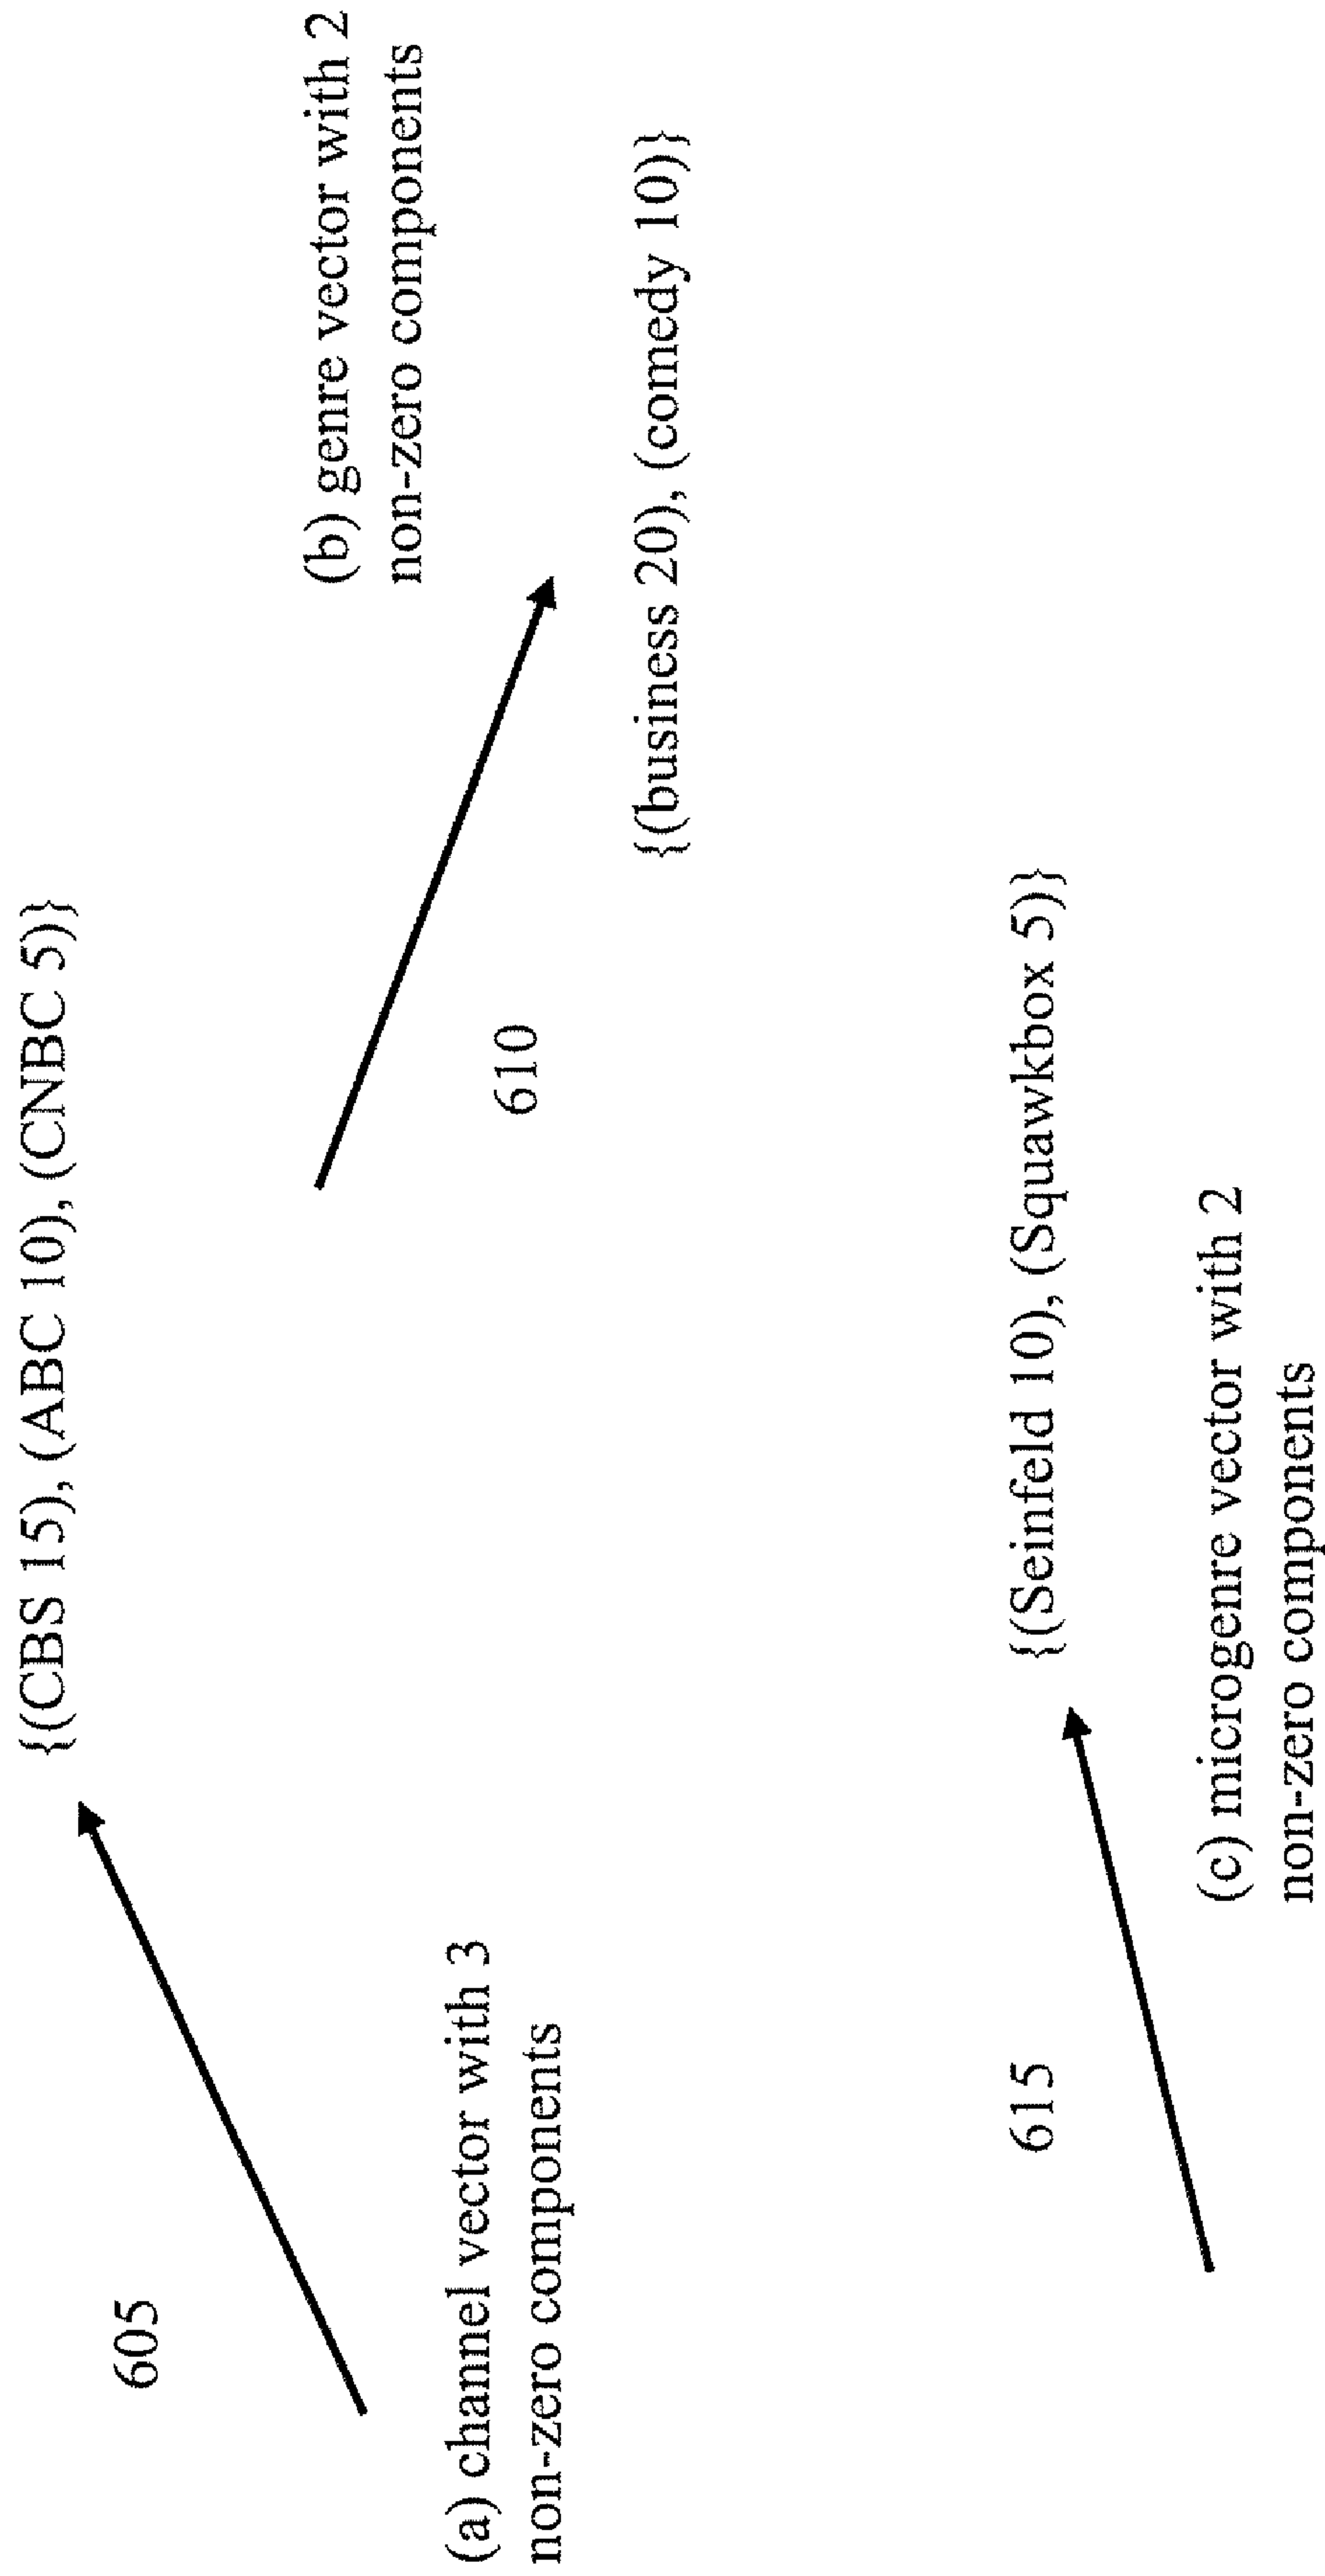 {(CBS 15), (ABC 10), (CNBC 5)}
605
(a) channel vector with 3
non-zero components
(b) genre vector with 2
non-zero components
610
{(business 20), (comedy 10)}
615
{(Seinfeld 10), (Squawkbox 5)}
(c) microgenre vector with 2
non-zero components